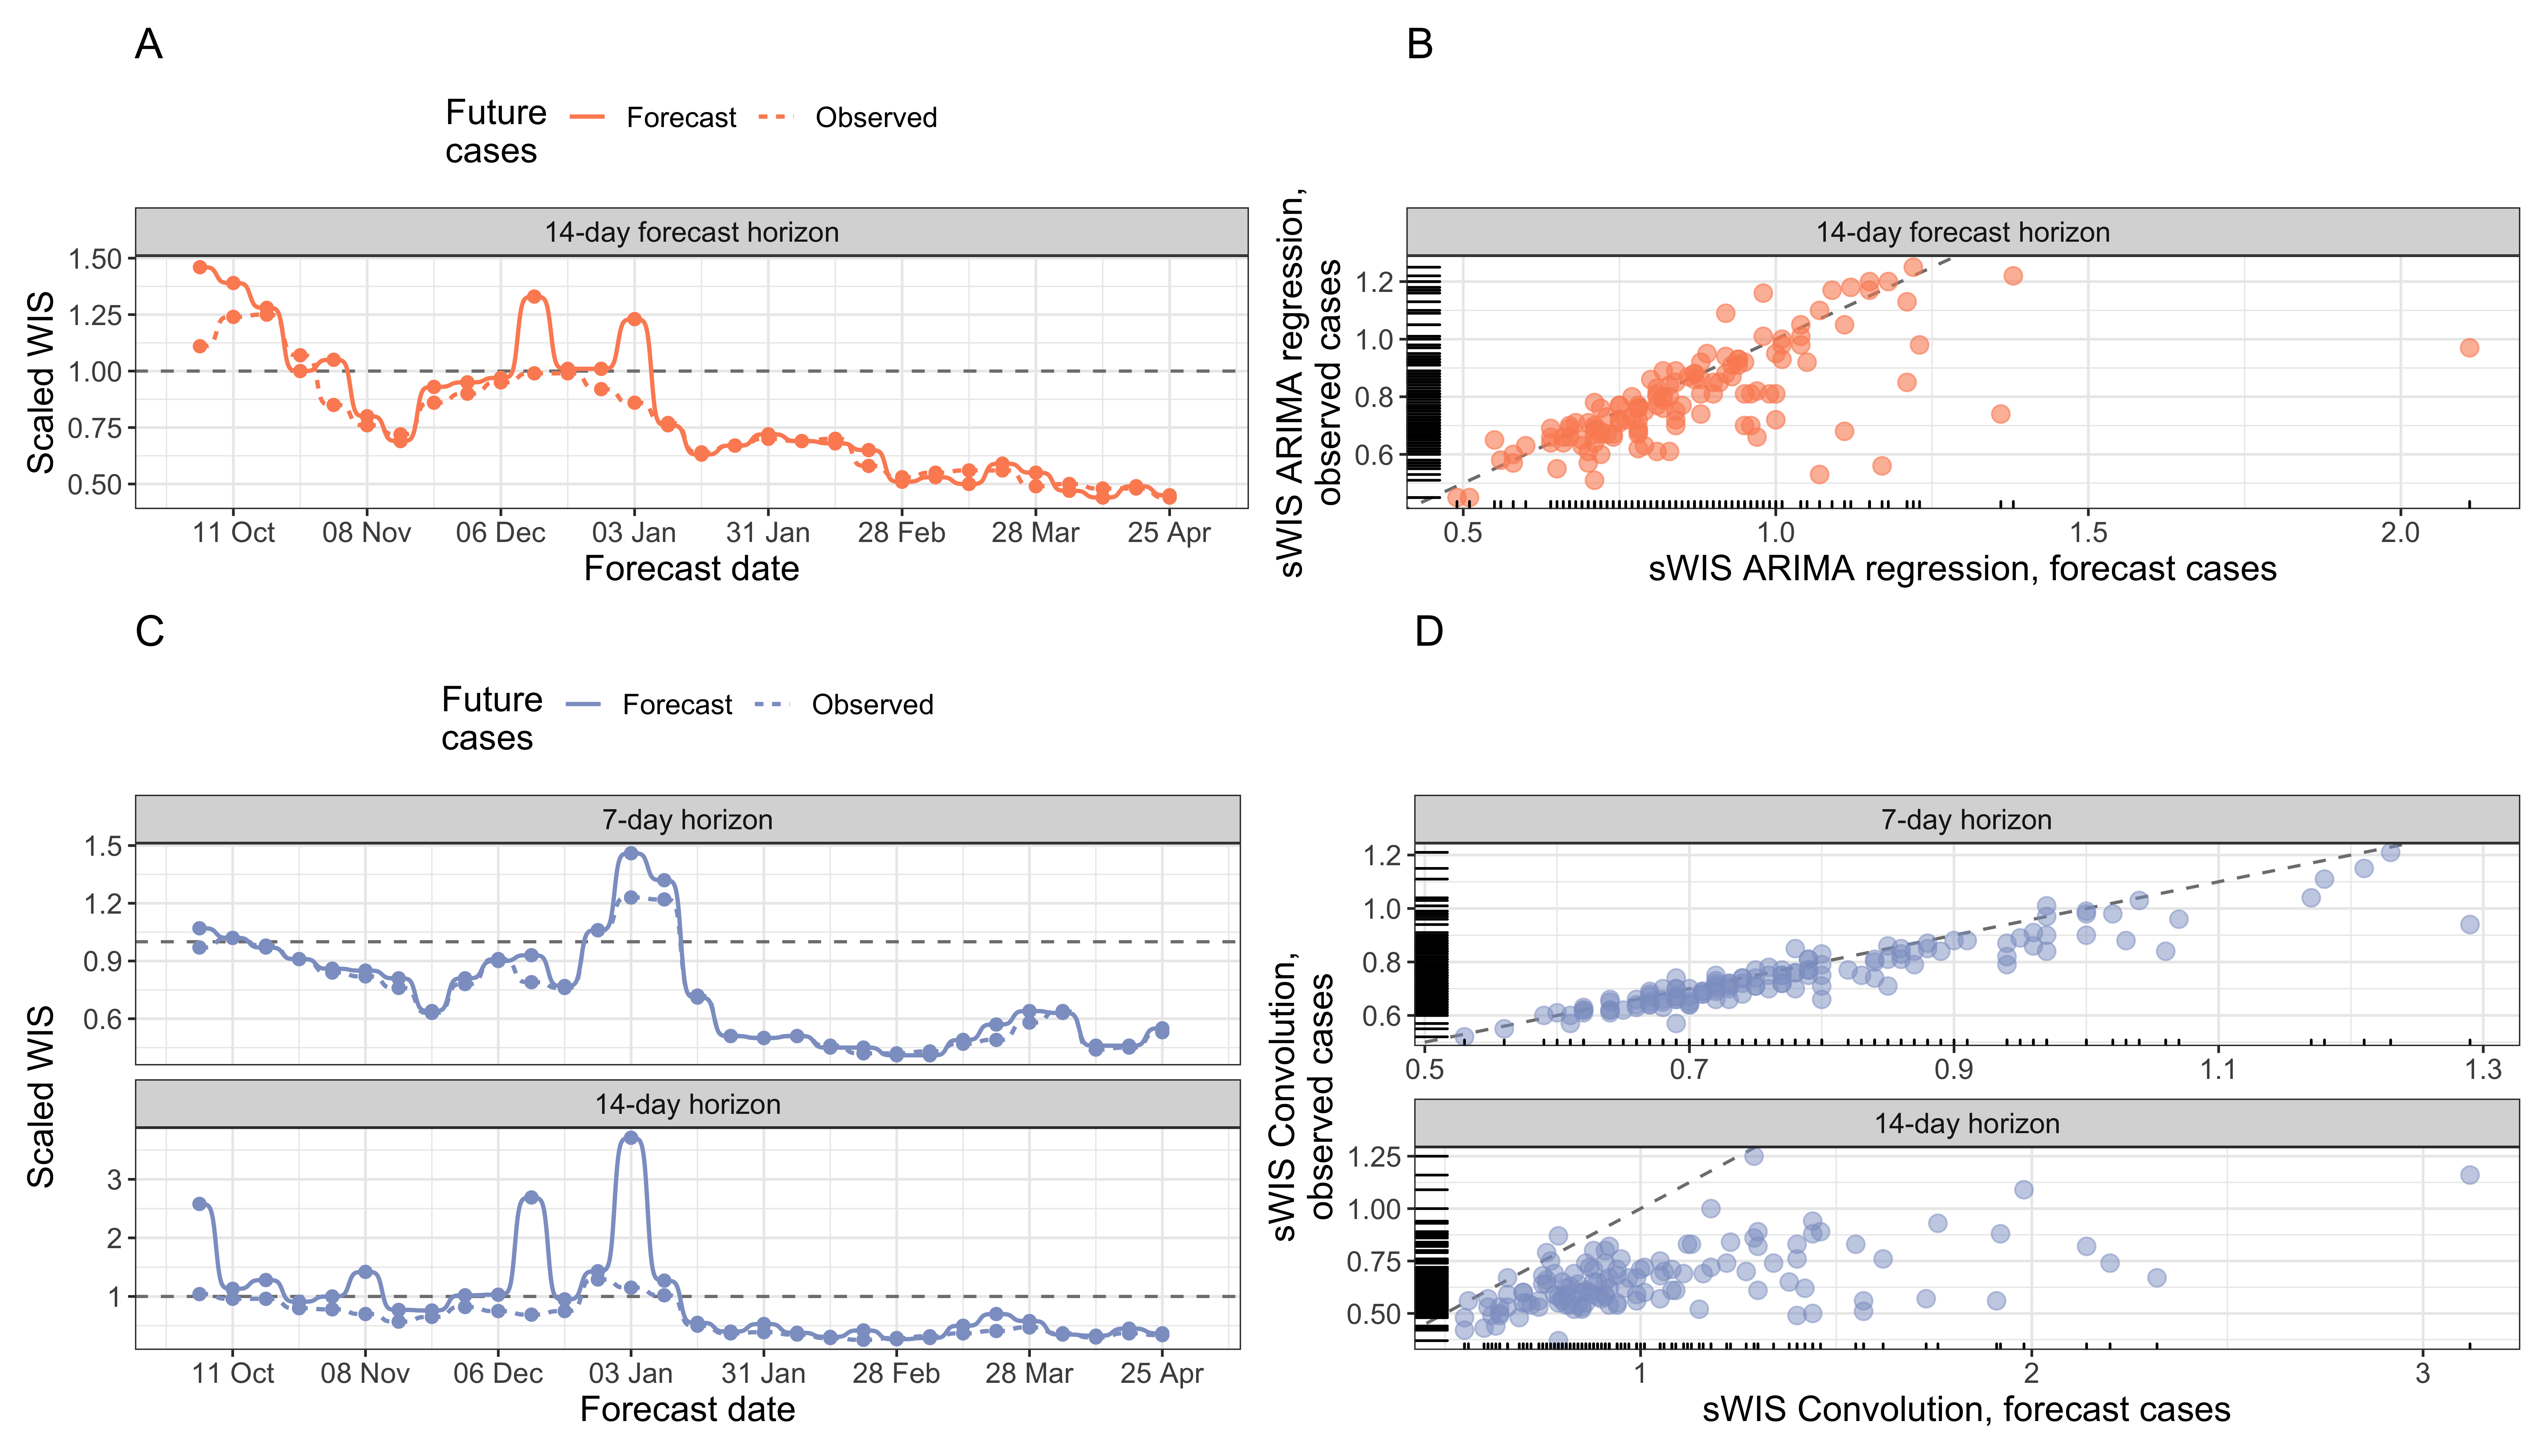 A
Future
cases
Forecast
Observed
14-day forecast horizon
Scaled WIS
1.50
1.25
1.00
0.75
0.50
11 Oct
08 Nov
06 Dec
03 Jan
31 Jan
28 Feb
28 Mar
25 Apr
Forecast date
B
14-day forecast horizon
sWIS ARIMA regression,
observed cases
1.2
1.0
0.8
0.6
0.5
1.0
1.5
2.0
sWIS ARIMA regression, forecast cases
C
Future
cases
Forecast
Observed
7-day horizon
Scaled WIS
1.5
1.2
0.9
0.6
14-day horizon
3
2
1
11 Oct
08 Nov
06 Dec
03 Jan
31 Jan
28 Feb
28 Mar
25 Apr
Forecast date
D
7-day horizon
sWIS Convolution,
observed cases
1.2
1.0
0.8
0.6
0.5
0.7
0.9
1.1
1.3
14-day horizon
1.25
1.00
0.75
0.50
1
2
3
sWIS Convolution, forecast cases